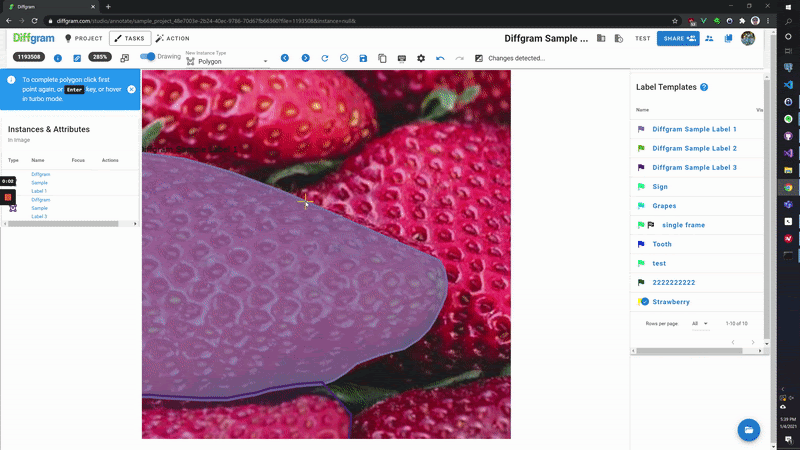 Diffgram
diffgram.com/studio/annotate/sample_project_48e7003e-2b24-40ec-9786-70d67fb66360?file=1193508&instance=null&
Diffgram
PROJECT
TASKS
ACTION
Diffgram Sample ...
TEST
SHARE
1193508
285%
Drawing
New Instance Type
Polygon
Changes detected...
To complete polygon click first
point again, or Enter key, or hover
in turbo mode.
Instances & Attributes
In Image
Type
Name
Focus
Actions
Diffgram
Sample
Label 1
Diffgram
Sample
Label 3
Label Templates
Name
Vis
Diffgram Sample Label 1
Diffgram Sample Label 2
Diffgram Sample Label 3
Sign
Grapes
single frame
Tooth
test
2222222222
Strawberry
Rows per page:
All
1-10 of 10
5:39 PM
5/4/2021